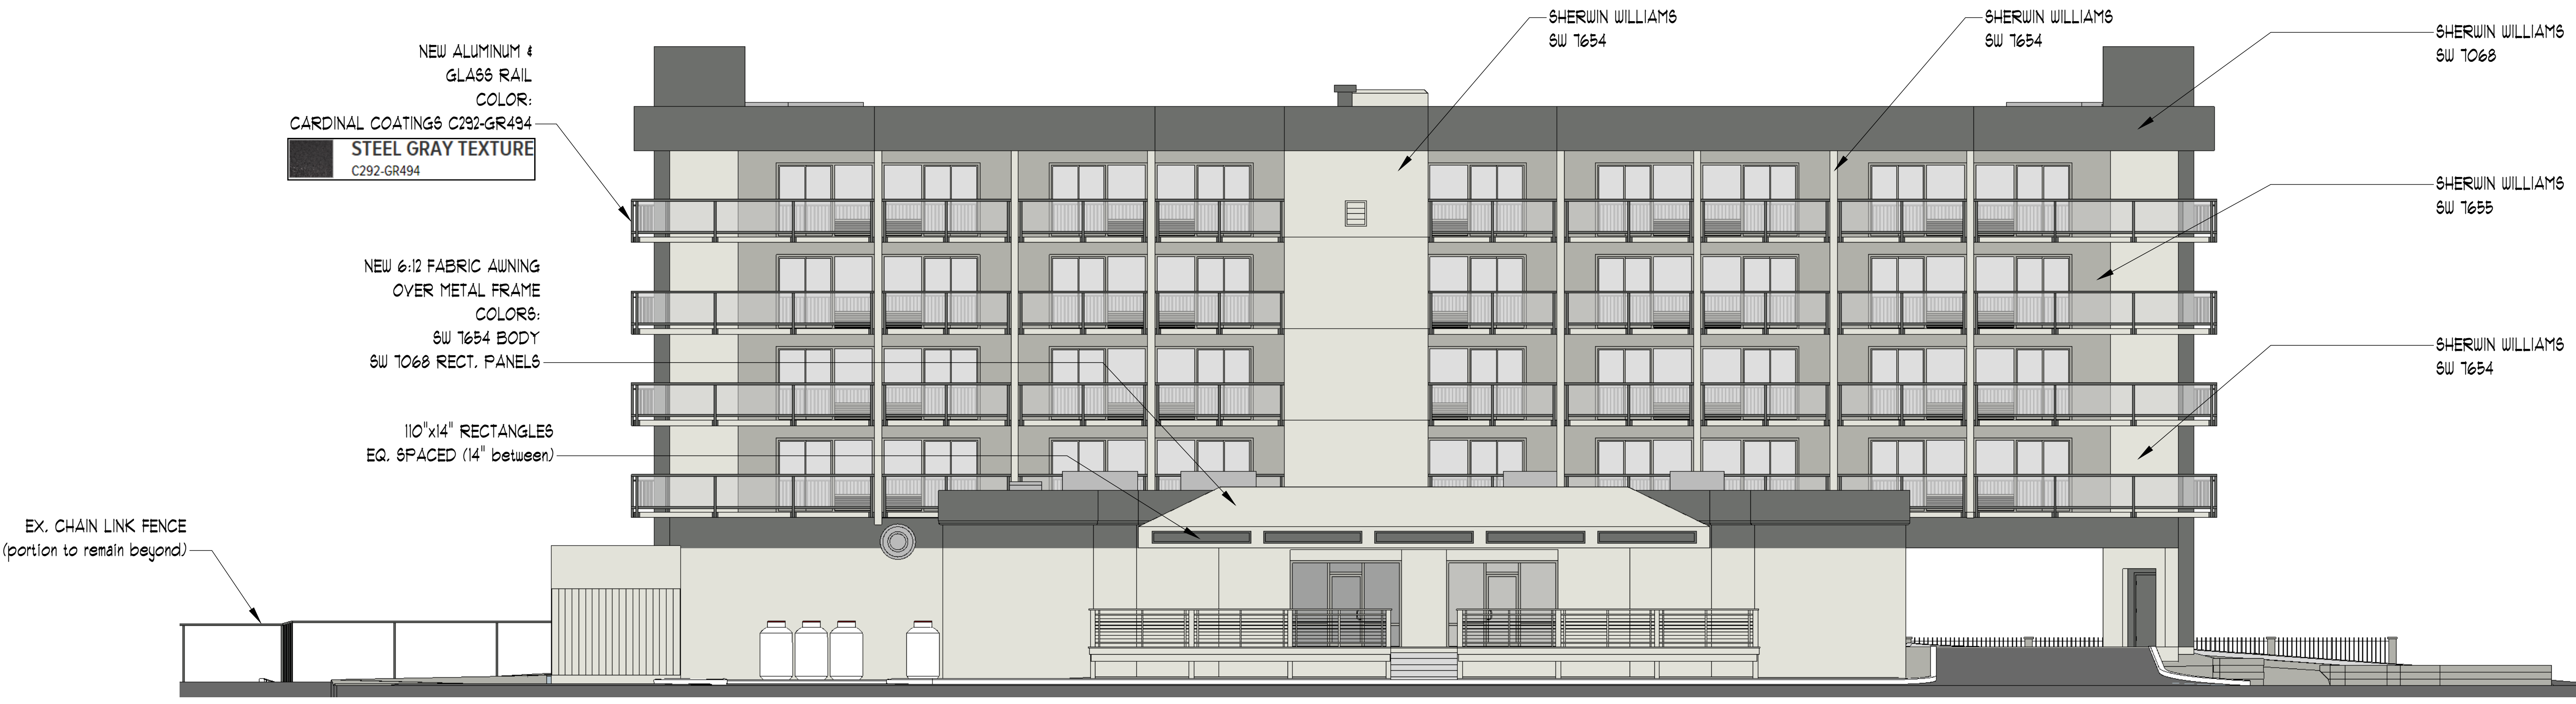 NEW ALUMINUM &
GLASS RAIL
COLOR:
CARDINAL COATINGS C292-GR494
STEEL GRAY TEXTURE
C292-GR494
NEW 6:12 FABRIC AWNING
OVER METAL FRAME
COLORS:
SW 7654 BODY
SW 7068 RECT. PANELS
110"x14" RECTANGLES
EQ. SPACED (14" between)
EX. CHAIN LINK FENCE
(portion to remain beyond)
SHERWIN WILLIAMS
SW 7654
SHERWIN WILLIAMS
SW 7654
SHERWIN WILLIAMS
SW 7068
SHERWIN WILLIAMS
SW 7655
SHERWIN WILLIAMS
SW 7654